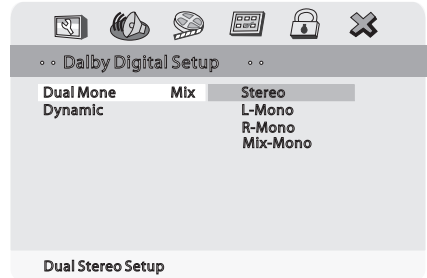 Dalby Digital Setup
Dual Mone Mix Stereo
Dynamic L-Mono
R-Mono
Mix-Mono
Dual Stereo Setup